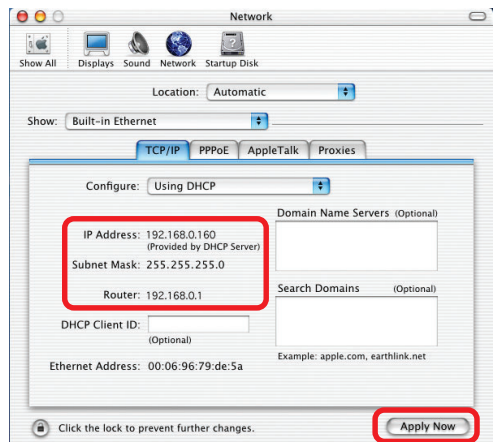 Network
Show All Displays Sound Network Startup Disk
Location: Automatic
Show: Built-in Ethernet
TCP/IP PPPoE AppleTalk Proxies
Configure: Using DHCP
Domain Name Servers (Optional)
IP Address: 192.168.0.160
(Provided by DHCP Server)
Subnet Mask: 255.255.255.0
Router: 192.168.0.1
Search Domains (Optional)
DHCP Client ID:
(Optional)
Example: apple.com, earthlink.net
Ethernet Address: 00:06:96:79:de:5a
Click the lock to prevent further changes.
Apply Now